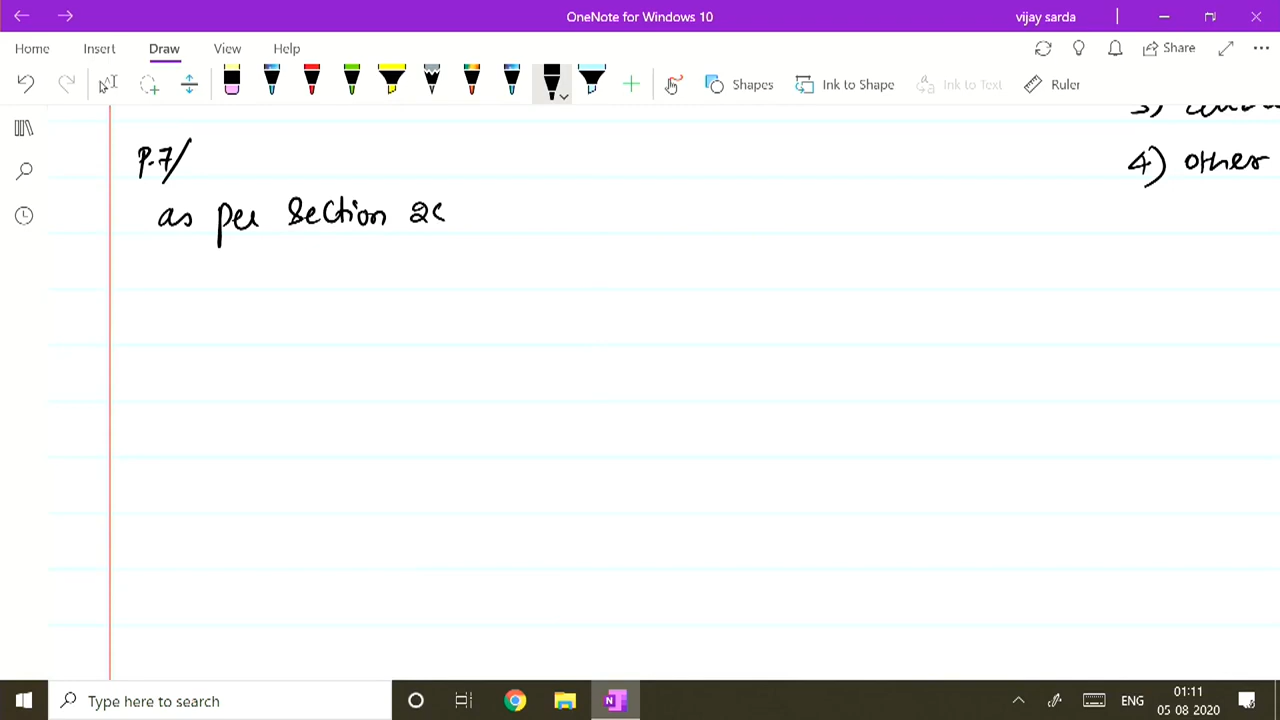 OneNote for Windows 10
vijay sarda
Home Insert Draw View Help
Share
Shapes Ink to Shape Ink to Text Ruler
P.7/
4) other
as per section 2
Type here to search
ENG
01:11
05-08-2020